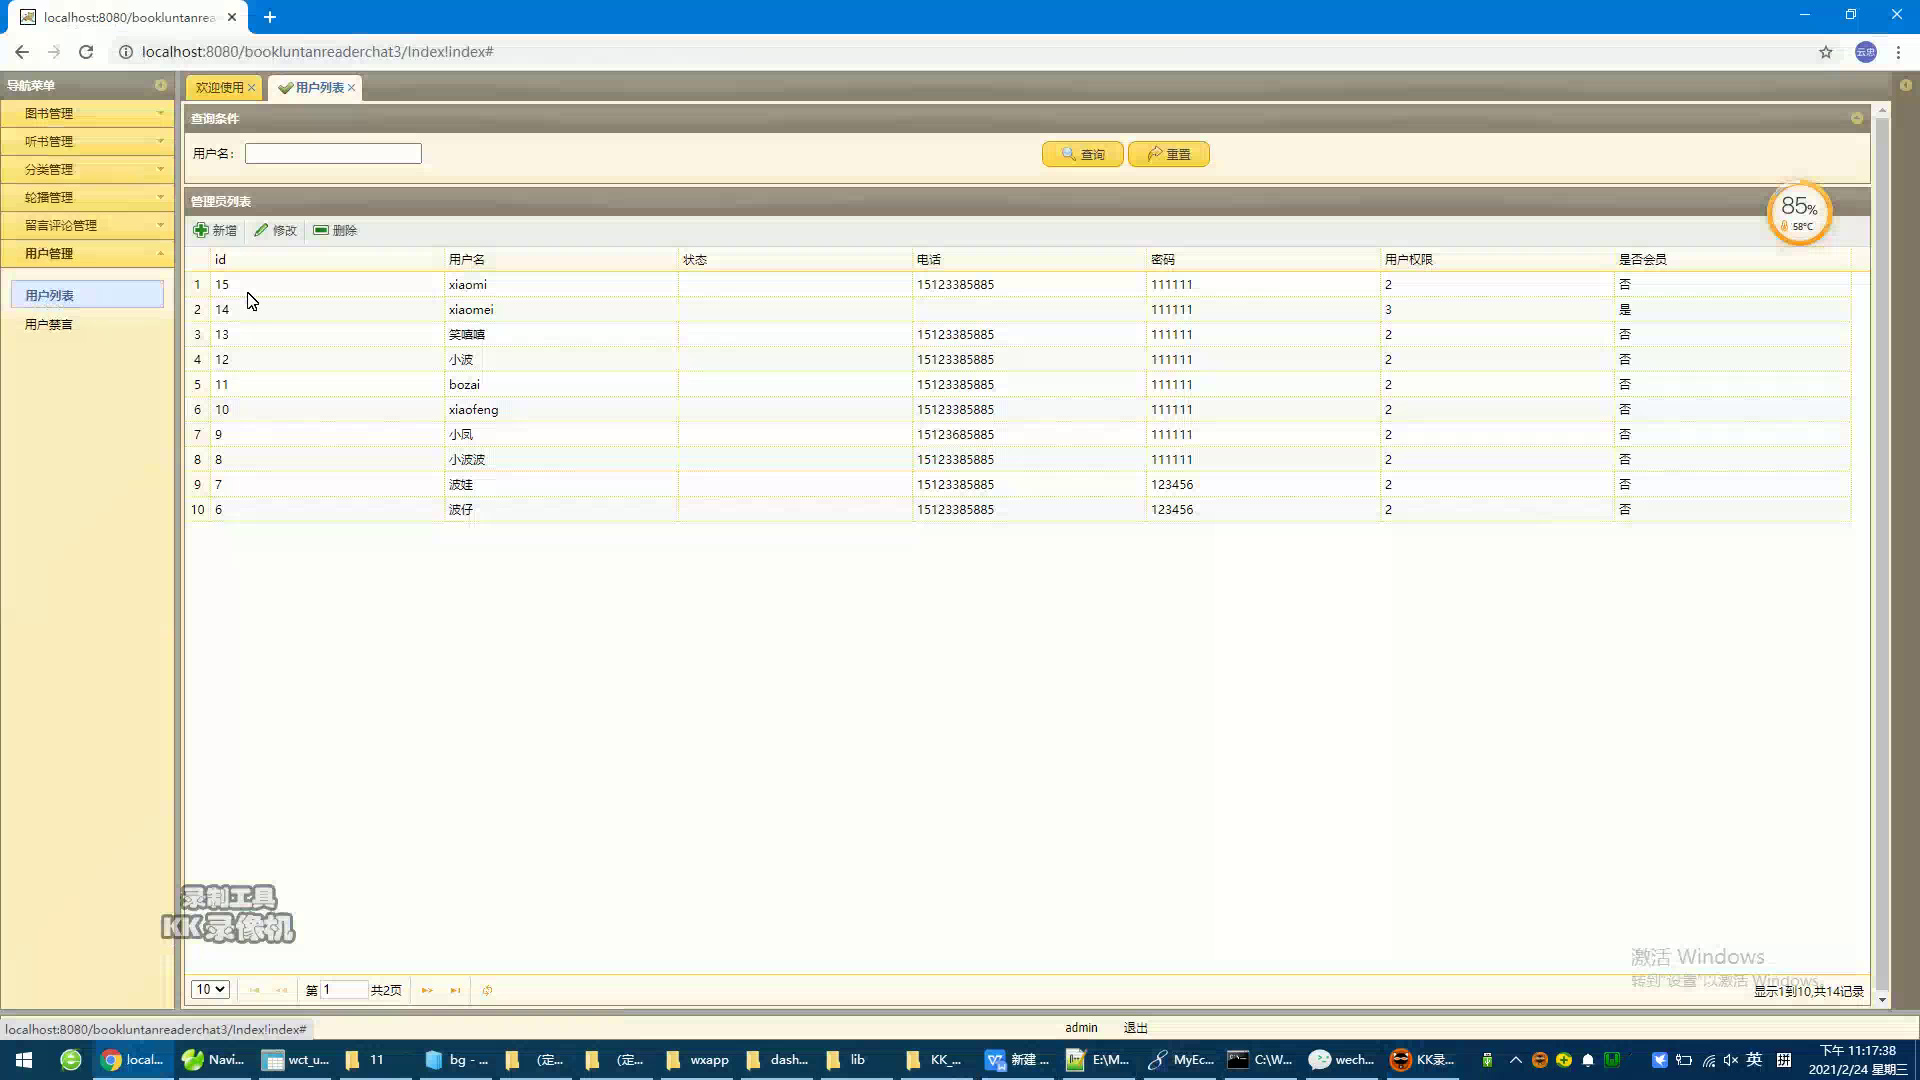 localhost:8080/bookluntanrea
localhost:8080/bookluntanreaderchat3/Index!index#
云忠
导航菜单
欢迎使用
用户列表
图书管理
听书管理
分类管理
轮播管理
留言评论管理
用户管理
用户列表
用户禁言
查询条件
用户名:
查询
重置
管理员列表
85%
58°C
新增
修改
删除
id 用户名 状态 电话 密码 用户权限 是否会员
1 15 xiaomi 15123385885 111111 2 否
2 14 xiaomei 111111 3 是
3 13 笑嘻嘻 15123385885 111111 2 否
4 12 小波 15123385885 111111 2 否
5 11 bozai 15123385885 111111 2 否
6 10 xiaofeng 15123385885 111111 2 否
7 9 小凤 15123685885 111111 2 否
8 8 小波波 15123385885 111111 2 否
9 7 波娃 15123385885 123456 2 否
10 6 波仔 15123385885 123456 2 否
录制工具
KK录像机
激活 Windows
转到"设置"以激活 Windows。
10
第 1 共2页
显示1到10,共14记录
localhost:8080/bookluntanreaderchat3/Index!index#
admin 退出
local...
Navi...
wct_u...
11
bg - ...
(定...
(定...
wxapp
dash...
lib
KK_...
新建 ...
E:\M...
MyEc...
C:\W...
wech...
KK录...
英
拼
下午 11:17:38
2021/2/24 星期三